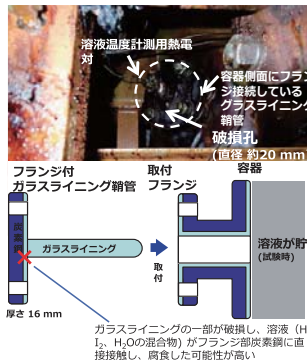 溶液温度計測用熱電
対
容器側面にフラン
ジ接続している
グラスライニング
鞘管
破損孔
(直径 約20 mm
フランジ付
ガラスライニング鞘管
取付
フランジ
容器
炭素
ガラスライニング
取
付
溶液が貯
(試験時)
厚さ 16 mm
ガラスライニングの一部が破損し、溶液（H
I₂、H₂Oの混合物) がフランジ部炭素鋼に直
接接触し、腐食した可能性が高い